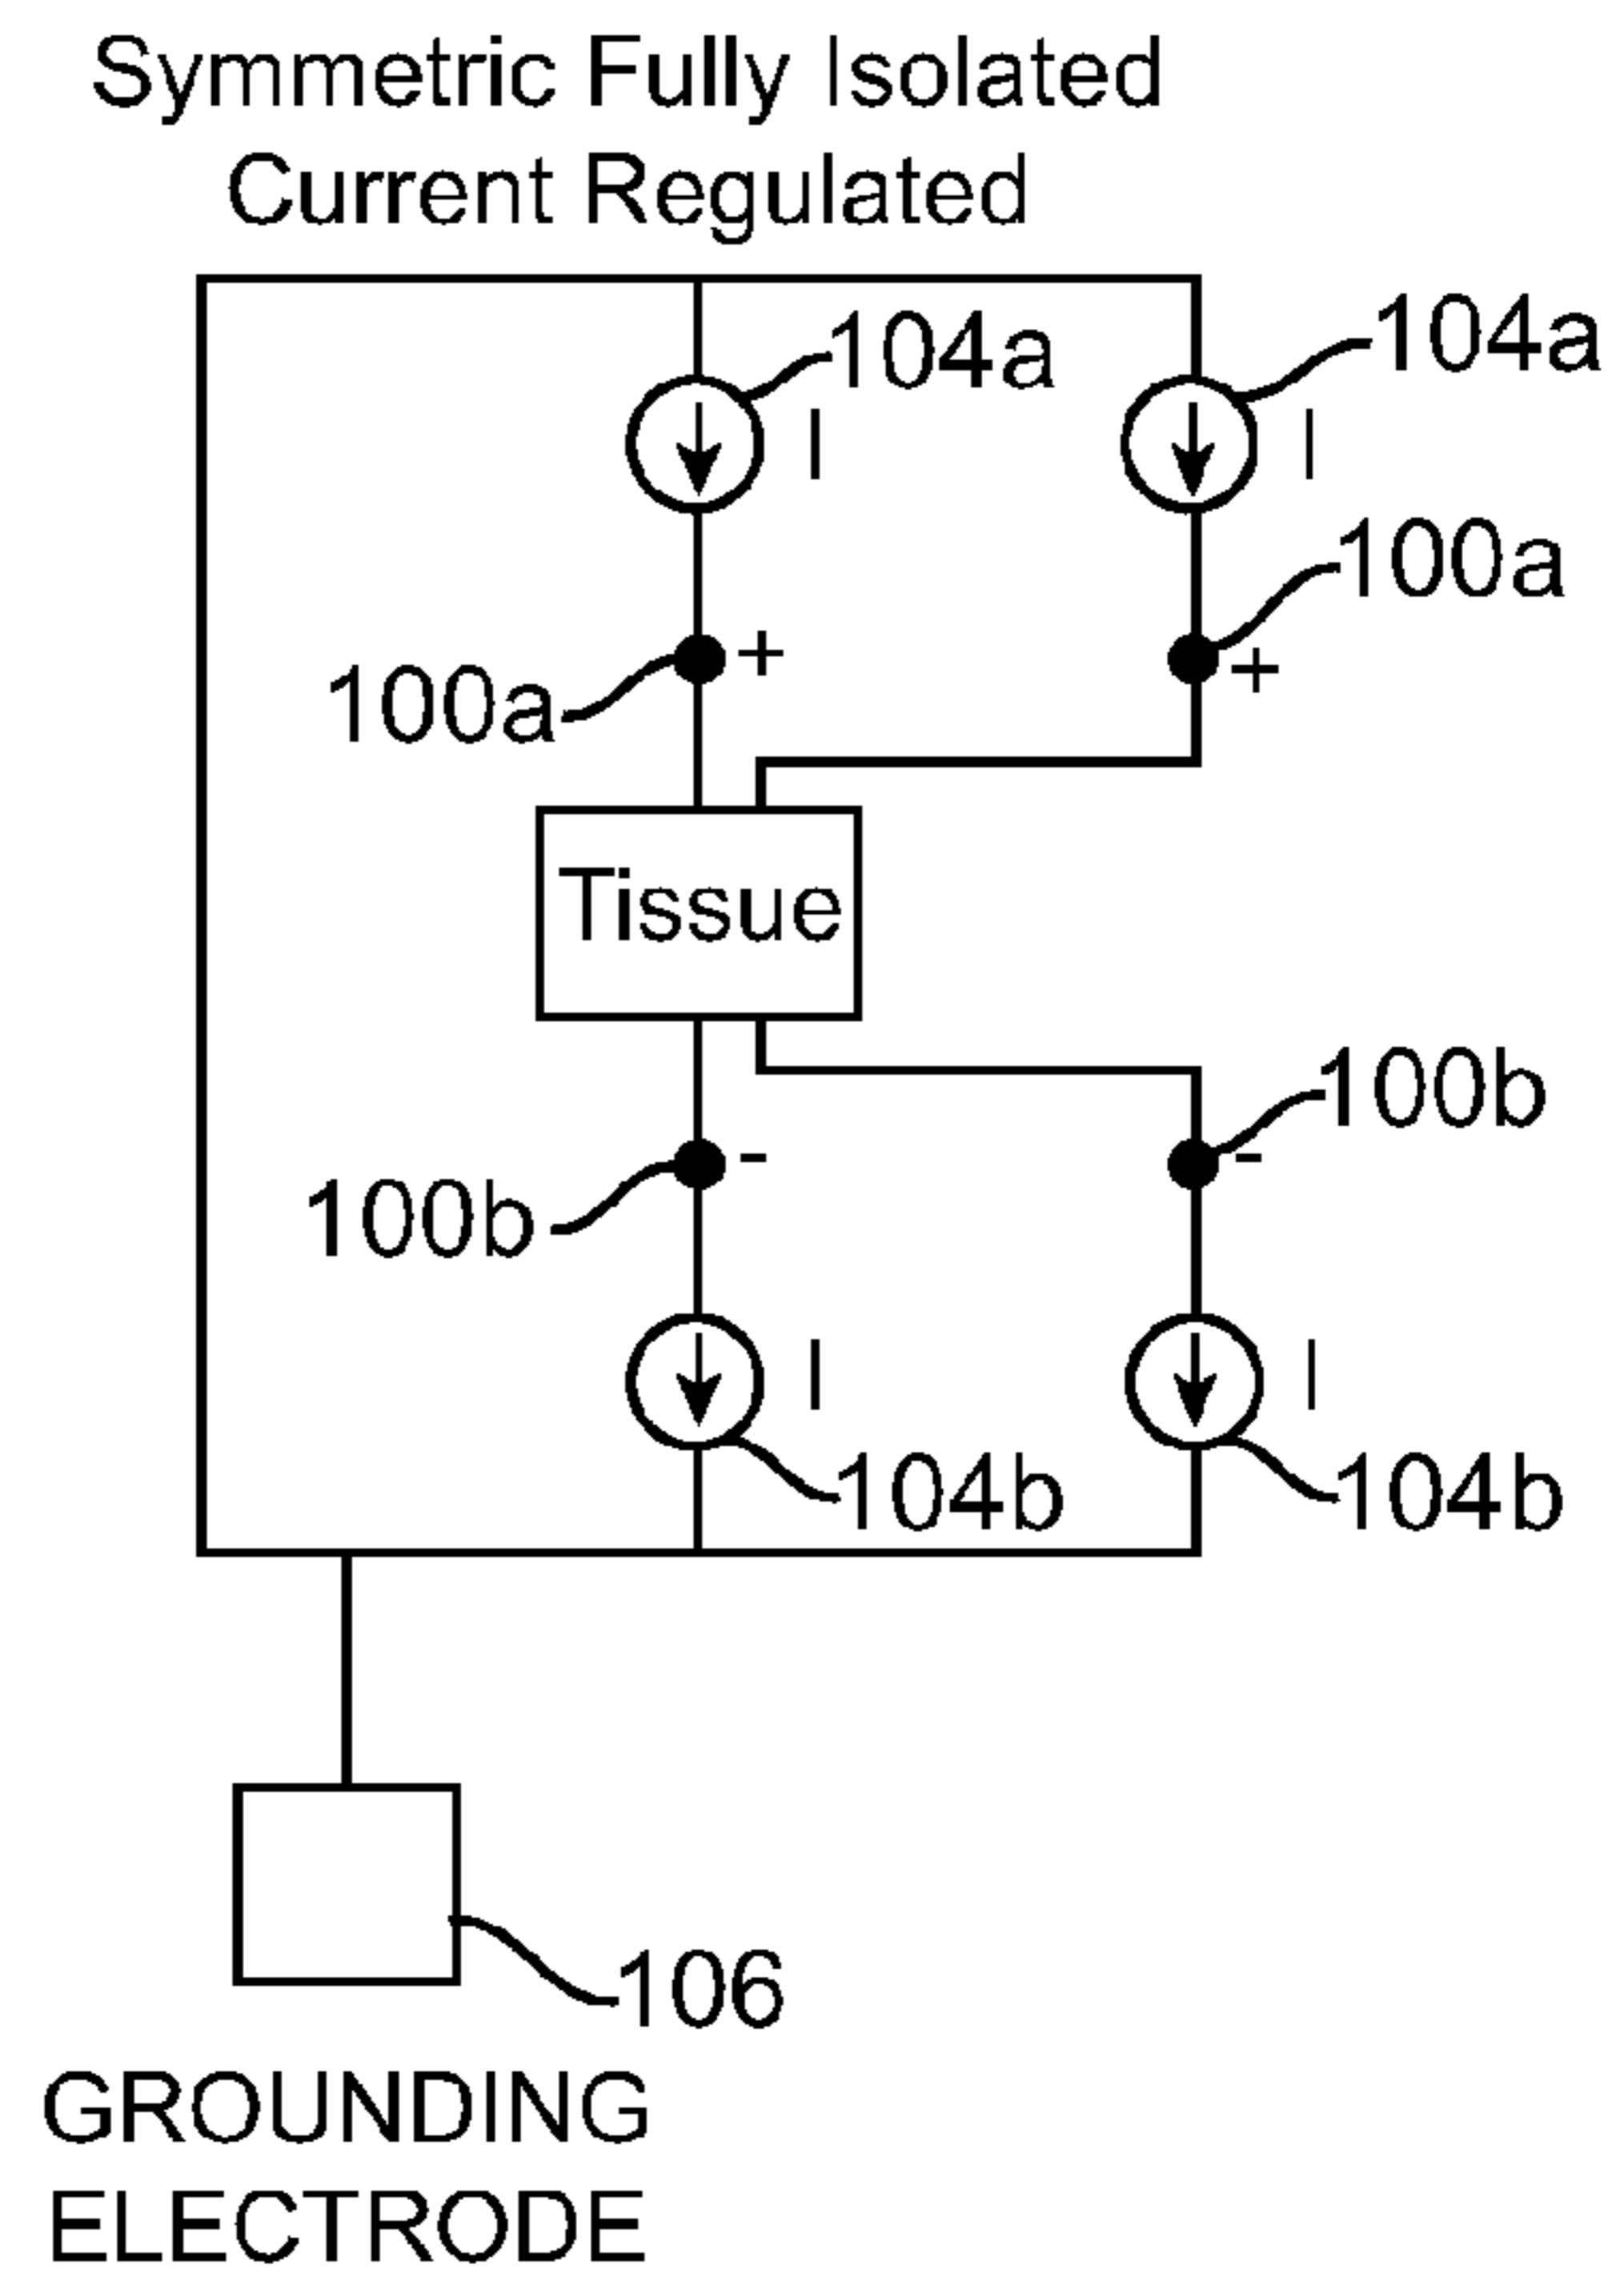 Symmetric Fully Isolated
Current Regulated
104a
104a
I
I
100a
+
+
100a
Tissue
100b
-
-
100b
I
I
104b
104b
106
GROUNDING
ELECTRODE